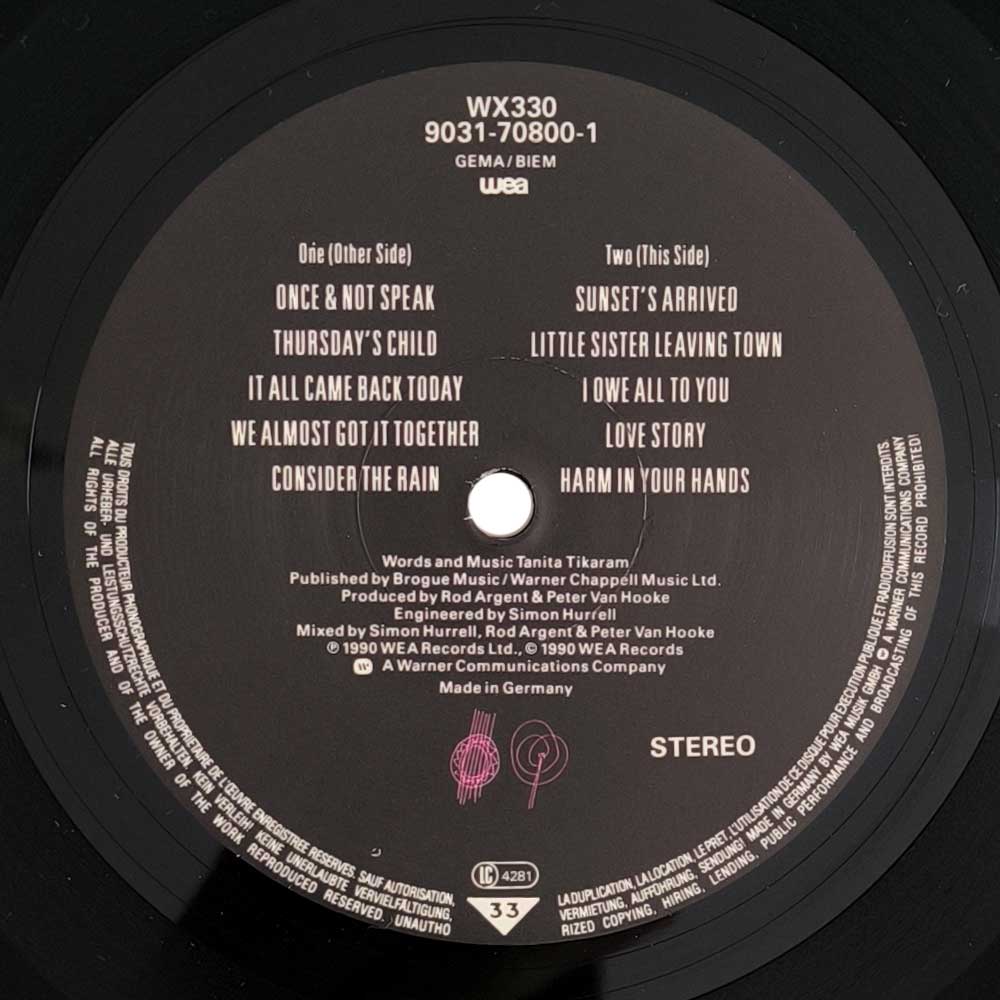 WX330
9031-70800-1
GEMA/BIEM
wea
One (Other Side)
ONCE & NOT SPEAK
THURSDAY'S CHILD
IT ALL CAME BACK TODAY
WE ALMOST GOT IT TOGETHER
CONSIDER THE RAIN
Two (This Side)
SUNSET'S ARRIVED
LITTLE SISTER LEAVING TOWN
I OWE ALL TO YOU
LOVE STORY
HARM IN YOUR HANDS
Words and Music Tanita Tikaram
Published by Brogue Music/Warner Chappell Music Ltd.
Produced by Rod Argent & Peter Van Hooke
Engineered by Simon Hurrell
Mixed by Simon Hurrell, Rod Argent & Peter Van Hooke
℗ 1990 WEA Records Ltd., © 1990 WEA Records
A Warner Communications Company
Made in Germany
STEREO
LC 4281
33
TOUS DROITS DU PRODUCTEUR PHONOGRAPHIQUE ET DU PROPRIETAIRE DE L'ŒUVRE ENREGISTREE RESERVES. SAUF AUTORISATION,
LA DUPLICATION, LA LOCATION, LE PRET, L'UTILISATION DE CE DISQUE POUR EXECUTION PUBLIQUE ET RADIODIFFUSION SONT INTERDITS.
ALLE URHEBER- UND LEISTUNGSSCHUTZRECHTE VORBEHALTEN. KEIN VERLEIH! KEINE UNERLAUBTE VERVIELFÄLTIGUNG,
VERMIETUNG, AUFFÜHRUNG, SENDUNG! MADE IN GERMANY BY WEA MUSIK GMBH A WARNER COMMUNICATIONS COMPANY
ALL RIGHTS OF THE PRODUCER AND OF THE OWNER OF THE WORK REPRODUCED RESERVED. UNAUTHO
RIZED COPYING, HIRING, LENDING, PUBLIC PERFORMANCE AND BROADCASTING OF THIS RECORD PROHIBITED!